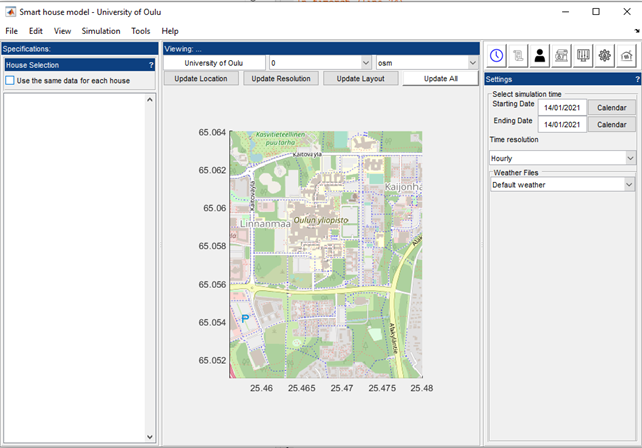 Smart house model - University of Oulu
File Edit View Simulation Tools Help
Specifications:
House Selection ?
Use the same data for each house
Viewing: ...
University of Oulu 0 osm
Update Location Update Resolution Update Layout Update All
65.064
65.062
65.06
65.058
65.056
65.054
65.052
25.46 25.465 25.47 25.475 25.48
Kasvitieteellinen
puutarha
Kaitoväylä
Kaijonha
Linnanmaa
Oulun yliopisto
P
Alakyläntie
Settings ?
Select simulation time
Starting Date 14/01/2021 Calendar
Ending Date 14/01/2021 Calendar
Time resolution
Hourly
Weather Files
Default weather